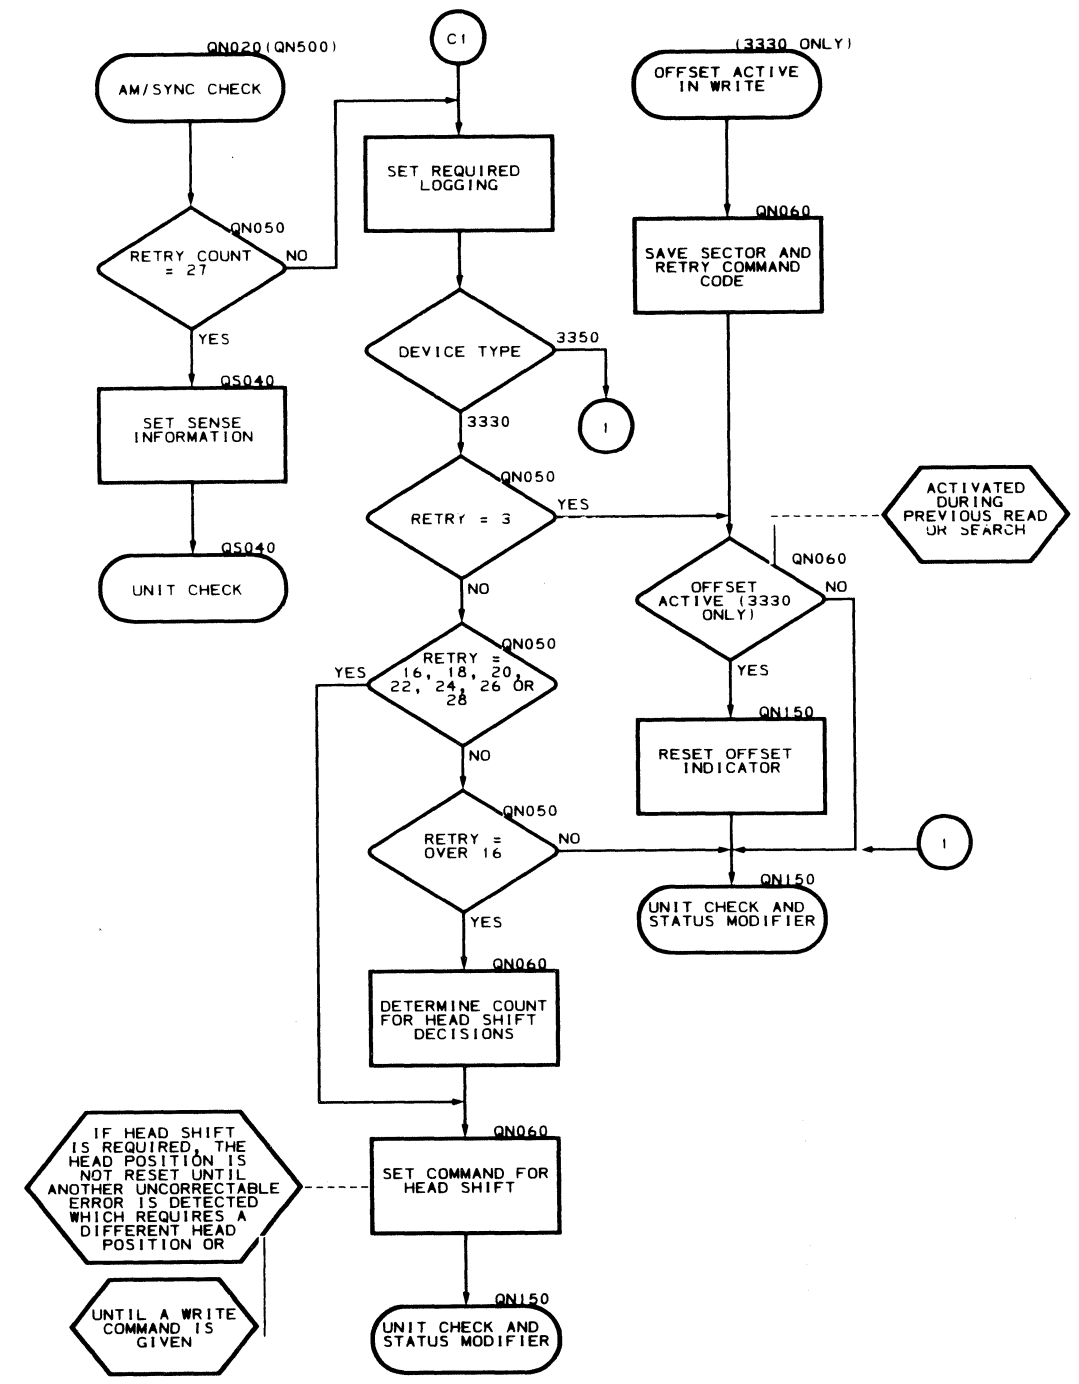 QN020(QN500)
AM/SYNC CHECK
QN050
RETRY COUNT
= 27
NO
YES
QS040
SET SENSE
INFORMATION
QS040
UNIT CHECK
C1
SET REQUIRED
LOGGING
DEVICE TYPE
3350
1
3330
QN050
RETRY = 3
YES
NO
QN050
RETRY =
16, 18, 20,
22, 24, 26 OR
28
YES
NO
QN050
RETRY =
OVER 16
NO
YES
QN060
DETERMINE COUNT
FOR HEAD SHIFT
DECISIONS
QN060
SET COMMAND FOR
HEAD SHIFT
QN150
UNIT CHECK AND
STATUS MODIFIER
(3330 ONLY)
OFFSET ACTIVE
IN WRITE
QN060
SAVE SECTOR AND
RETRY COMMAND
CODE
ACTIVATED
DURING
PREVIOUS READ
OR SEARCH
QN060
OFFSET
ACTIVE (3330
ONLY)
NO
YES
QN150
RESET OFFSET
INDICATOR
1
QN150
UNIT CHECK AND
STATUS MODIFIER
IF HEAD SHIFT
IS REQUIRED, THE
HEAD POSITION IS
NOT RESET UNTIL
ANOTHER UNCORRECTABLE
ERROR IS DETECTED
WHICH REQUIRES A
DIFFERENT HEAD
POSITION OR
UNTIL A WRITE
COMMAND IS
GIVEN